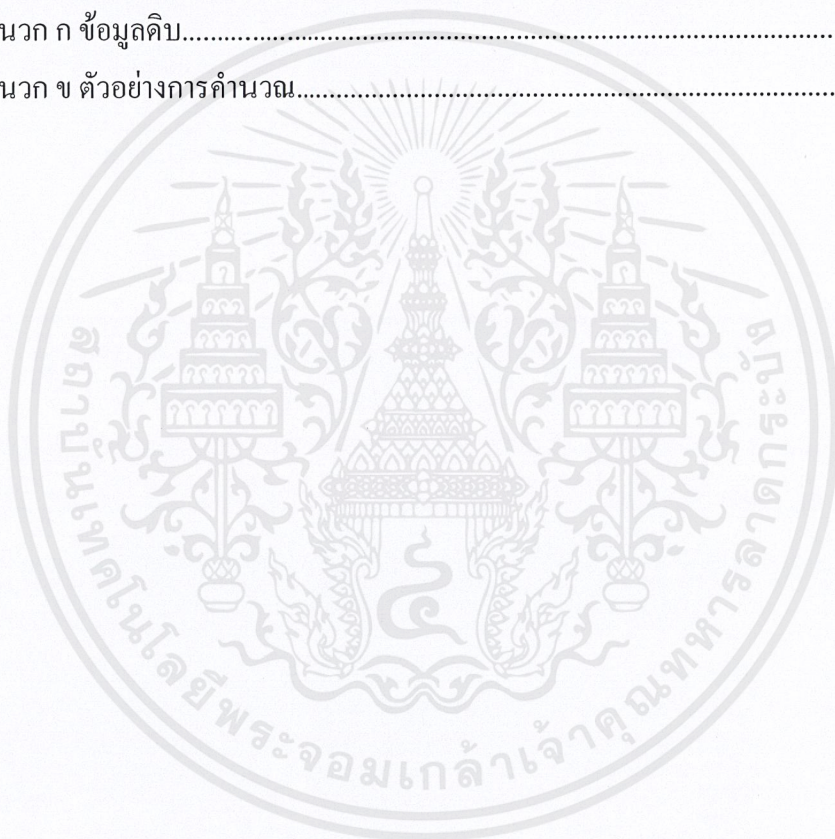 นวก ก ข้อมูลดิบ................................................................................
นวก ข ตัวอย่างการคำนวณ................................................................
สถาบันเทคโนโลยีพระจอมเกล้าเจ้าคุณทหารลาดกระบัง